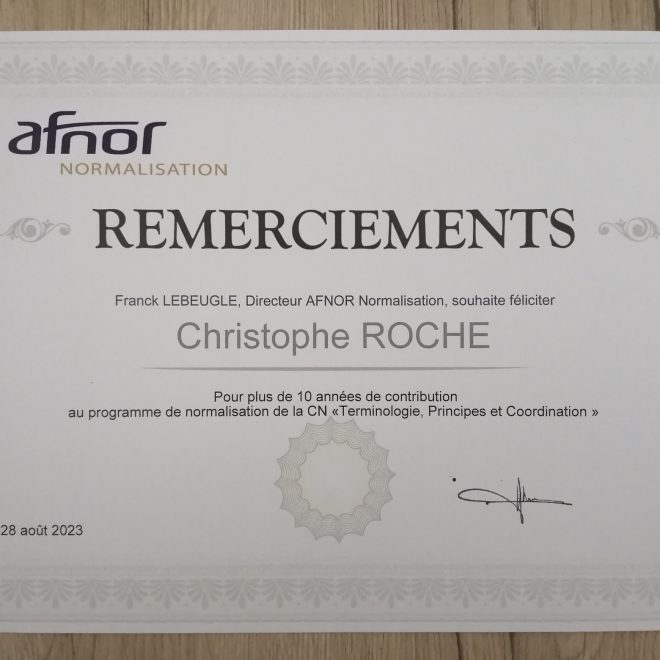 afnor
NORMALISATION
REMERCIEMENTS
Franck LEBEUGLE, Directeur AFNOR Normalisation, souhaite féliciter
Christophe ROCHE
Pour plus de 10 années de contribution
au programme de normalisation de la CN «Terminologie, Principes et Coordination »
28 août 2023